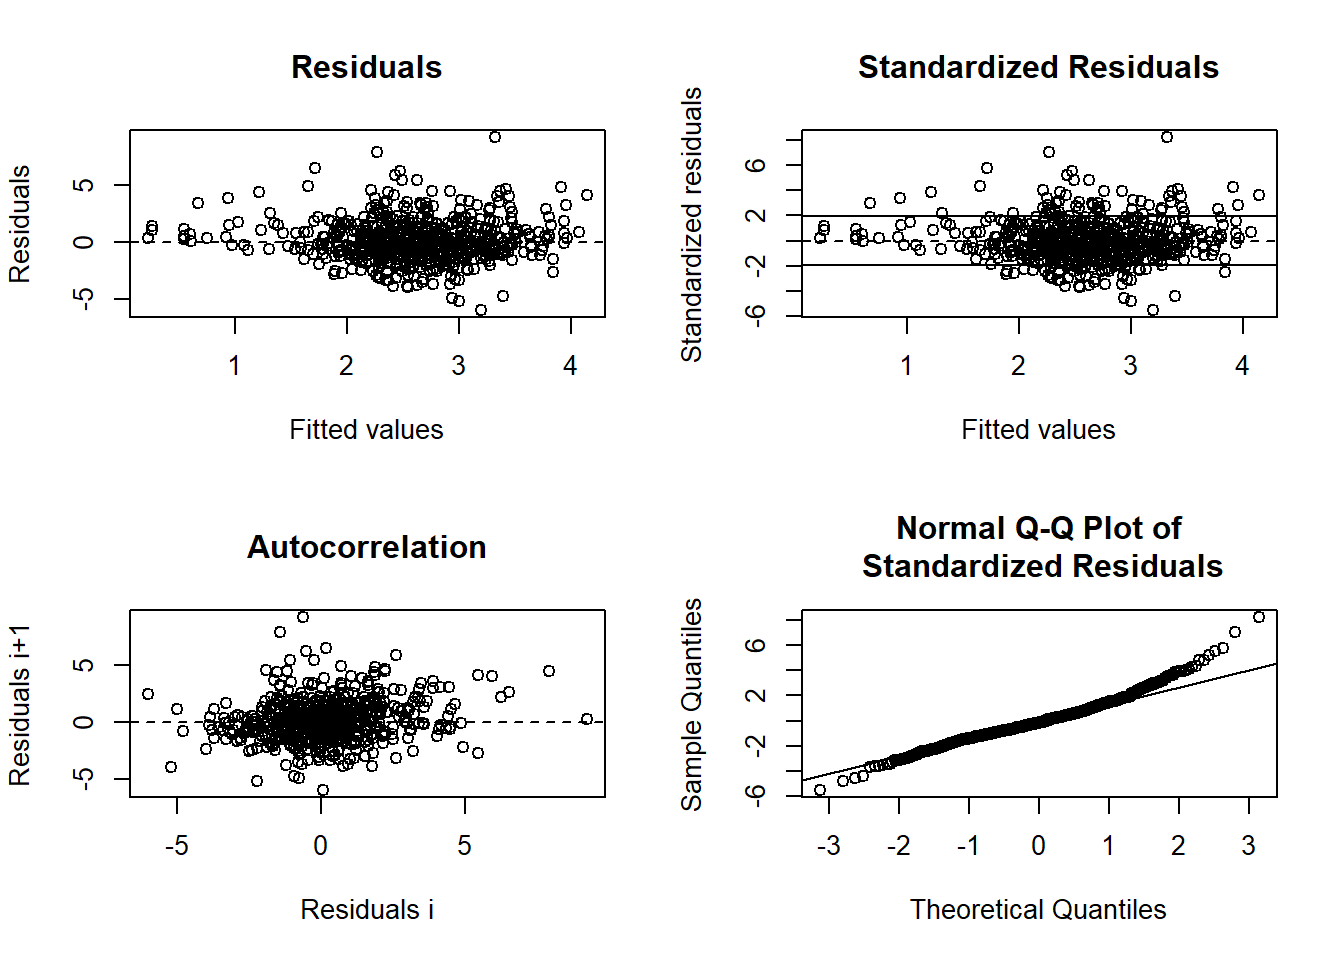 Residuals
Residuals
5
0
-5
1 2 3 4
Fitted values
Standardized Residuals
Standardized residuals
6
2
-2
-6
1 2 3 4
Fitted values
Autocorrelation
Residuals i+1
5
0
-5
-5 0 5
Residuals i
Normal Q-Q Plot of
Standardized Residuals
Sample Quantiles
6
2
-2
-6
-3 -2 -1 0 1 2 3
Theoretical Quantiles